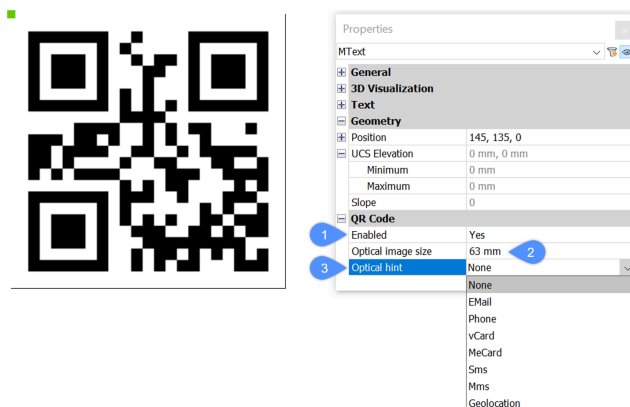 Properties
MText
General
3D Visualization
Text
Geometry
Position 145, 135, 0
UCS Elevation 0 mm, 0 mm
Minimum 0 mm
Maximum 0 mm
Slope 0
QR Code
1 Enabled Yes
Optical image size 63 mm 2
3 Optical hint None
None
EMail
Phone
vCard
MeCard
Sms
Mms
Geolocation